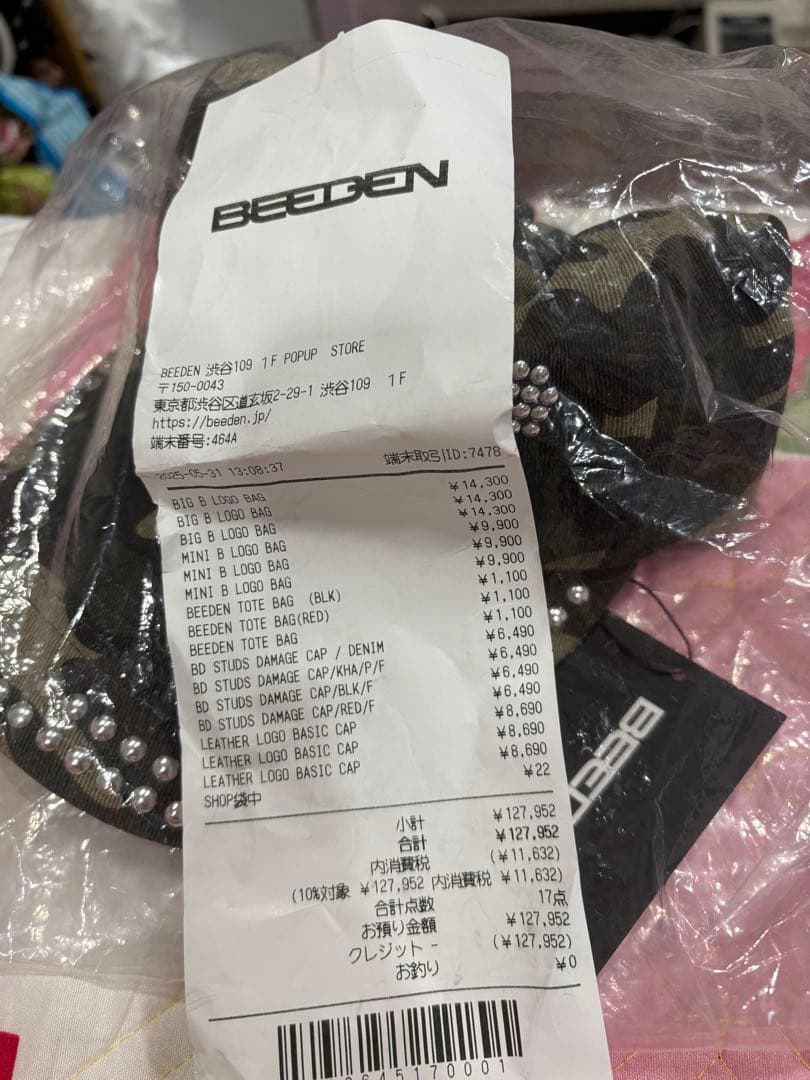 BEEDEN
BEEDEN 渋谷109 1F POPUP STORE
〒150-0043
東京都渋谷区道玄坂2-29-1 渋谷109 1F
https://beeden.jp/
端末番号:464A
2025-05-31 13:08:37 端末取引ID:7478
BIG B LOGO BAG ¥14,300
BIG B LOGO BAG ¥14,300
BIG B LOGO BAG ¥14,300
MINI B LOGO BAG ¥9,900
MINI B LOGO BAG ¥9,900
MINI B LOGO BAG ¥9,900
BEEDEN TOTE BAG (BLK) ¥1,100
BEEDEN TOTE BAG(RED) ¥1,100
BEEDEN TOTE BAG ¥1,100
BD STUDS DAMAGE CAP / DENIM ¥6,490
BD STUDS DAMAGE CAP/KHA/P/F ¥6,490
BD STUDS DAMAGE CAP/BLK/F ¥6,490
BD STUDS DAMAGE CAP/RED/F ¥6,490
LEATHER LOGO BASIC CAP ¥8,690
LEATHER LOGO BASIC CAP ¥8,690
LEATHER LOGO BASIC CAP ¥8,690
SHOP袋中 ¥22
小計 ¥127,952
合計 ¥127,952
内消費税 (¥11,632)
(10%対象 ¥127,952 内消費税 ¥11,632)
合計点数 17点
お預り金額 ¥127,952
クレジット - (¥127,952)
お釣り ¥0
645170001
BEED